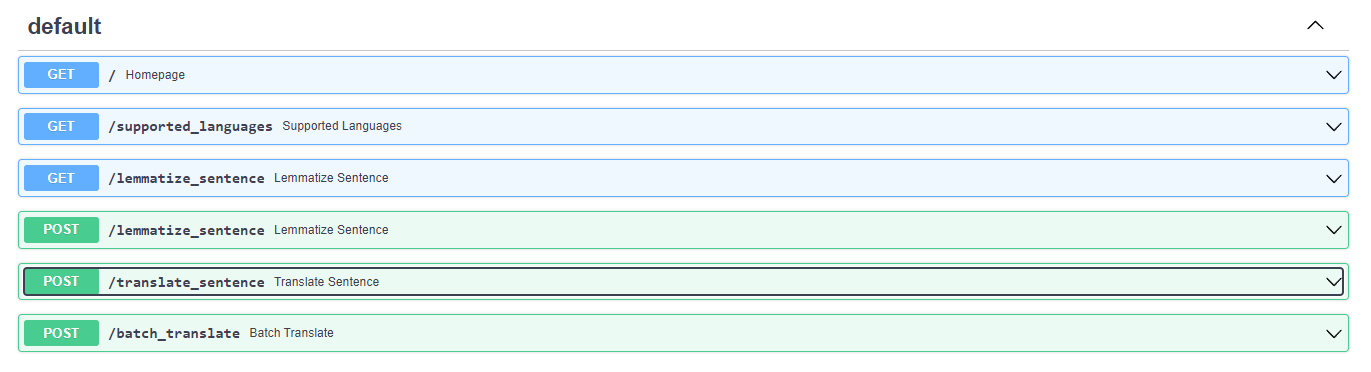 default
GET / Homepage
GET /supported_languages Supported Languages
GET /lemmatize_sentence Lemmatize Sentence
POST /lemmatize_sentence Lemmatize Sentence
POST /translate_sentence Translate Sentence
POST /batch_translate Batch Translate